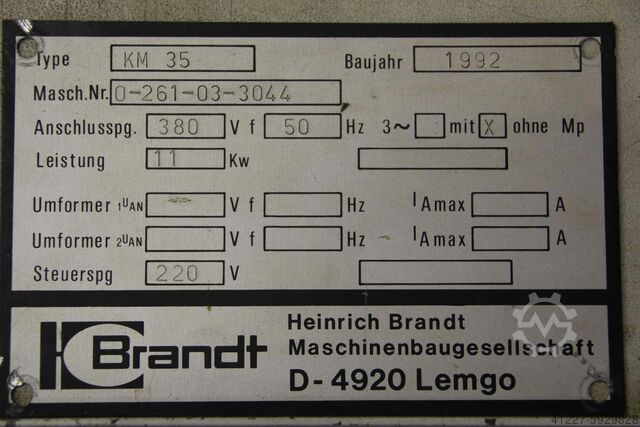 Type KM 35 Baujahr 1992
Masch.Nr. 0-261-03-3044
Anschlusspg. 380 V f 50 Hz 3~ mit X ohne Mp
Leistung 11 Kw
Umformer 1UAN V f Hz IAmax A
Umformer 2UAN V f Hz IAmax A
Steuerspg 220 V
Brandt
Heinrich Brandt
Maschinenbaugesellschaft
D-4920 Lemgo
41227-5929828